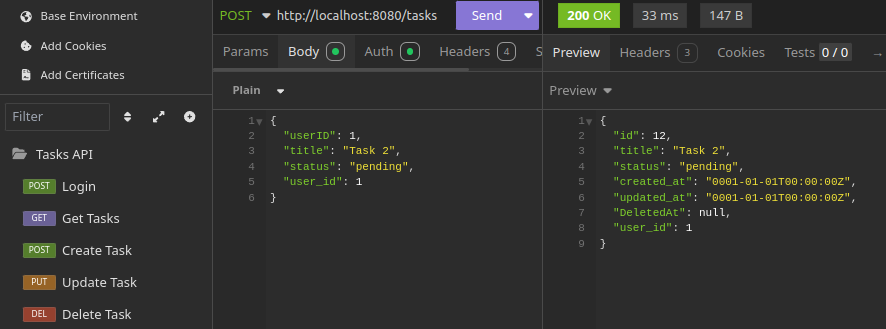 Base Environment
Add Cookies
Add Certificates
Filter
Tasks API
POST Login
GET Get Tasks
POST Create Task
PUT Update Task
DEL Delete Task
POST http://localhost:8080/tasks Send
Params Body Auth Headers 4 S
Plain
1 {
2 "userID": 1,
3 "title": "Task 2",
4 "status": "pending",
5 "user_id": 1
6 }
200 OK 33 ms 147 B
Preview Headers 3 Cookies Tests 0 / 0 →
Preview
1 {
2 "id": 12,
3 "title": "Task 2",
4 "status": "pending",
5 "created_at": "0001-01-01T00:00:00Z",
6 "updated_at": "0001-01-01T00:00:00Z",
7 "DeletedAt": null,
8 "user_id": 1
9 }